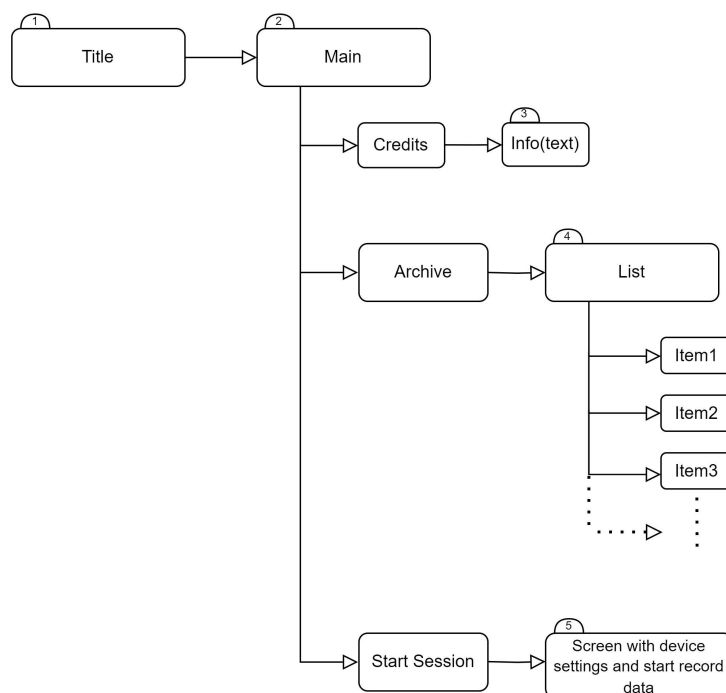 1
Title
2
Main
Credits
3
Info(text)
Archive
4
List
Item1
Item2
Item3
Start Session
5
Screen with device
settings and start record
data